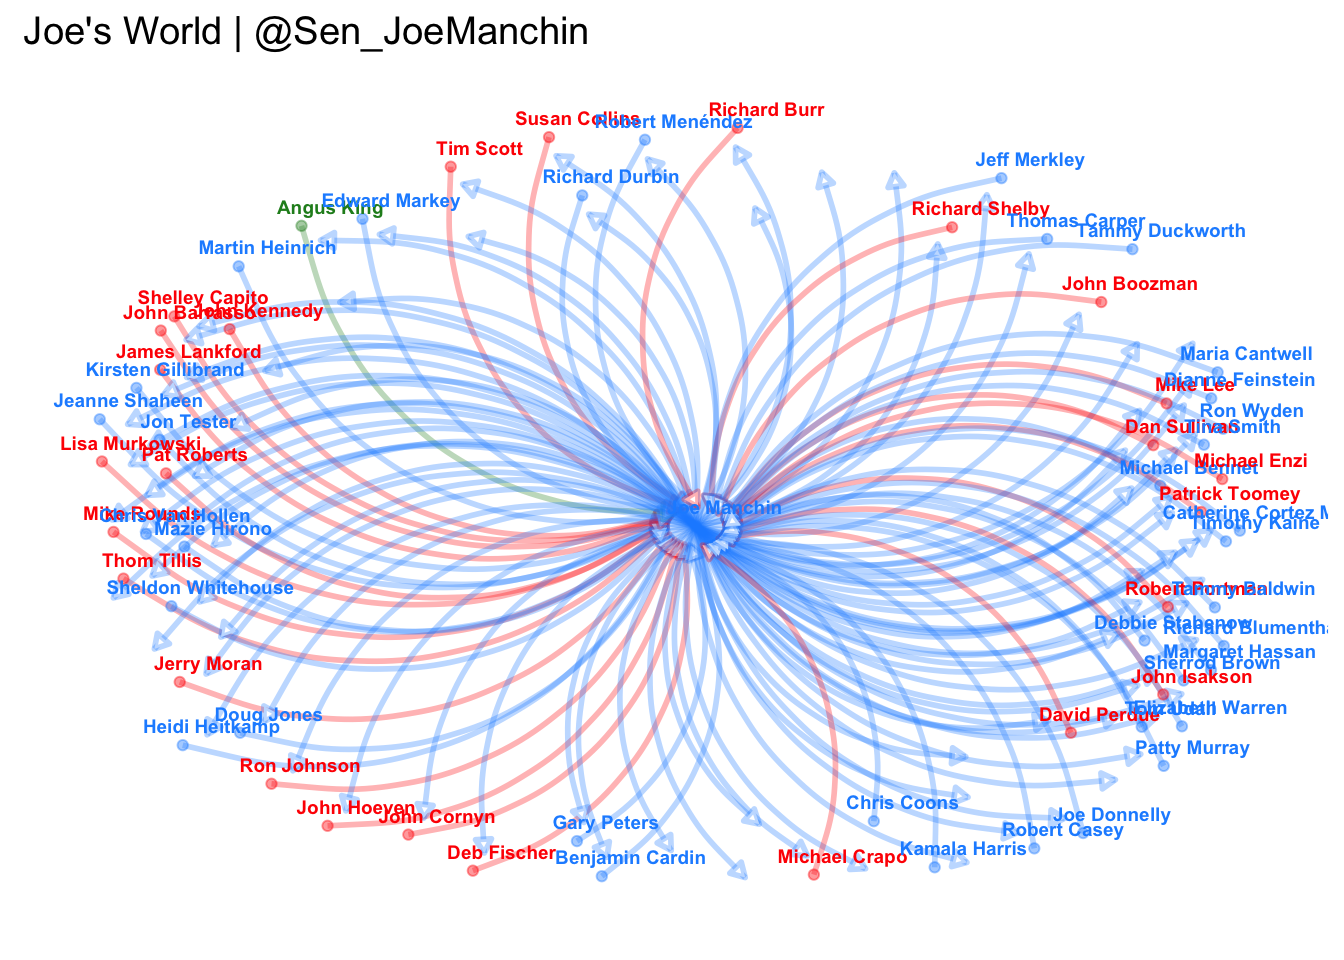 Joe's World | @Sen_JoeManchin
Richard Burr
Susan Collins
Robert Menéndez
Tim Scott
Jeff Merkley
Richard Durbin
Edward Markey
Angus King
Richard Shelby
Thomas Carper
Tammy Duckworth
Martin Heinrich
John Boozman
Shelley Capito
John Barrasso
John Kennedy
James Lankford
Maria Cantwell
Kirsten Gillibrand
Dianne Feinstein
Mike Lee
Jeanne Shaheen
Ron Wyden
Jon Tester
Dan Sullivan
Tina Smith
Lisa Murkowski
Pat Roberts
Michael Enzi
Michael Bennet
Patrick Toomey
Joe Manchin
Mike Rounds
Chris Van Hollen
Catherine Cortez M
Timothy Kaine
Mazie Hirono
Thom Tillis
Sheldon Whitehouse
Robert Portman
Tammy Baldwin
Debbie Stabenow
Richard Blumentha
Margaret Hassan
Jerry Moran
Sherrod Brown
John Isakson
Doug Jones
David Perdue
Tom Udall
Elizabeth Warren
Heidi Heitkamp
Patty Murray
Ron Johnson
John Hoeven
John Cornyn
Chris Coons
Joe Donnelly
Gary Peters
Robert Casey
Deb Fischer
Benjamin Cardin
Michael Crapo
Kamala Harris